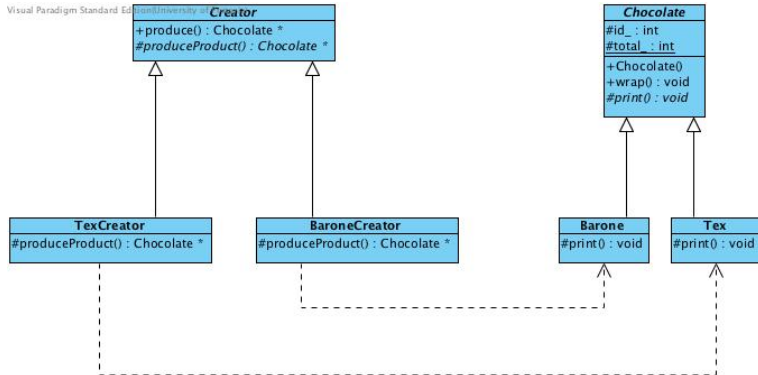 Visual Paradigm Standard Edition(University of
Creator
+produce() : Chocolate *
#produceProduct() : Chocolate *
Chocolate
#id_ : int
#total_ : int
+Chocolate()
+wrap() : void
#print() : void
TexCreator
#produceProduct() : Chocolate *
BaroneCreator
#produceProduct() : Chocolate *
Barone
#print() : void
Tex
#print() : void